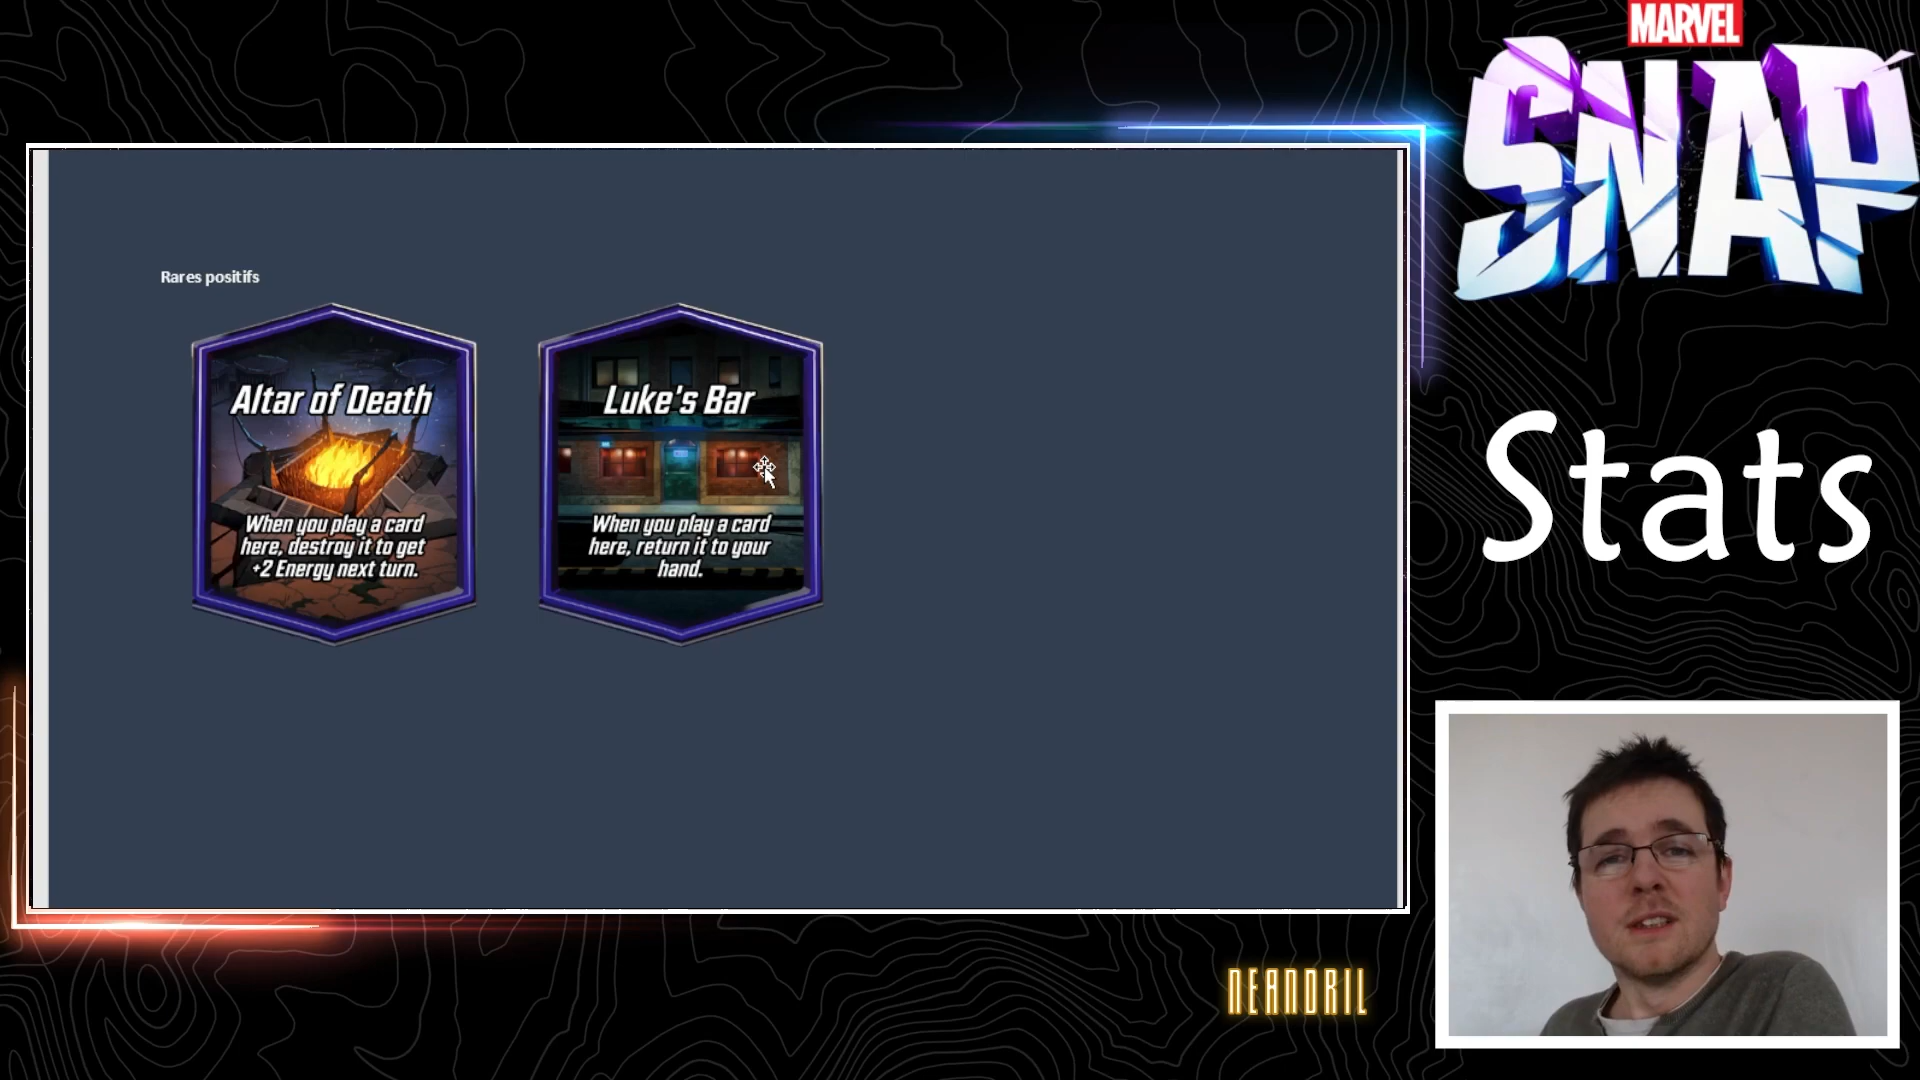 MARVEL
SNAP
Rares positifs
Altar of Death
When you play a card
here, destroy it to get
+2 Energy next turn.
Luke's Bar
When you play a card
here, return it to your
hand.
Stats
NEANDRIL